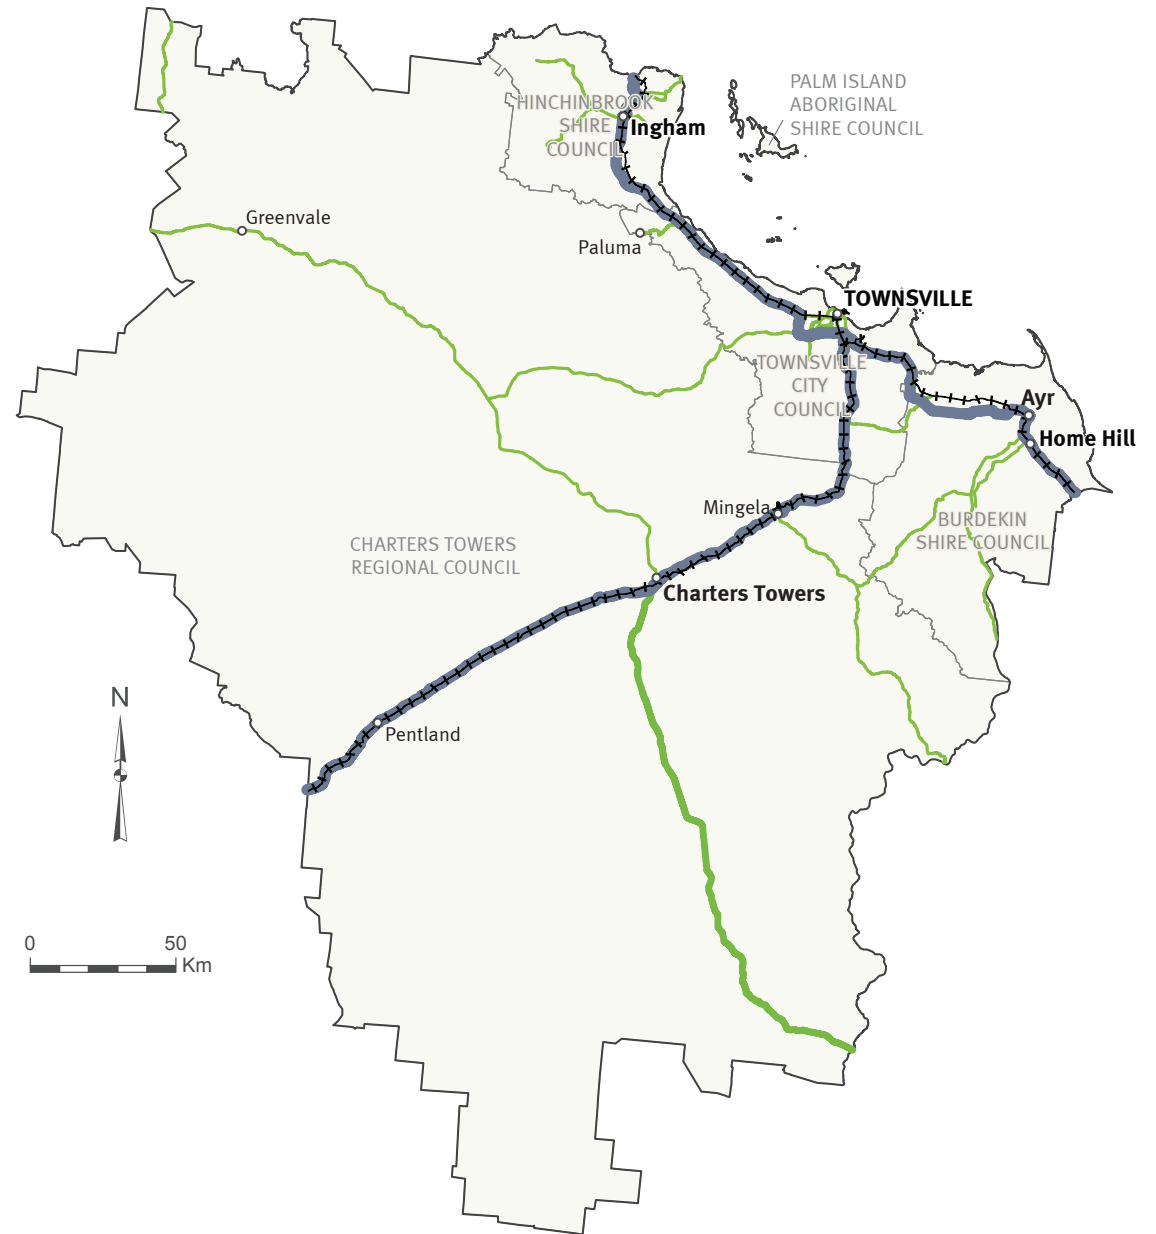 PALM ISLAND
ABORIGINAL
SHIRE COUNCIL
HINCHINBROOK
SHIRE
COUNCIL
Ingham
Greenvale
Paluma
TOWNSVILLE
TOWNSVILLE
CITY
COUNCIL
Ayr
Home Hill
Mingela
BURDEKIN
SHIRE COUNCIL
CHARTERS TOWERS
REGIONAL COUNCIL
Charters Towers
N
Pentland
0 50
Km